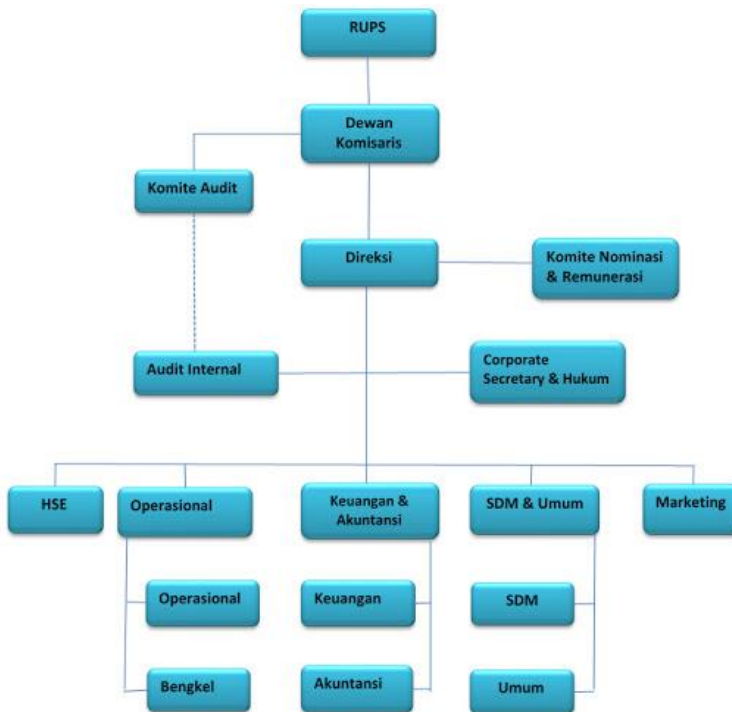 RUPS
Dewan
Komisaris
Komite Audit
Direksi
Komite Nominasi
& Remunerasi
Audit Internal
Corporate
Secretary & Hukum
HSE
Operasional
Keuangan &
Akuntansi
SDM & Umum
Marketing
Operasional
Keuangan
SDM
Bengkel
Akuntansi
Umum